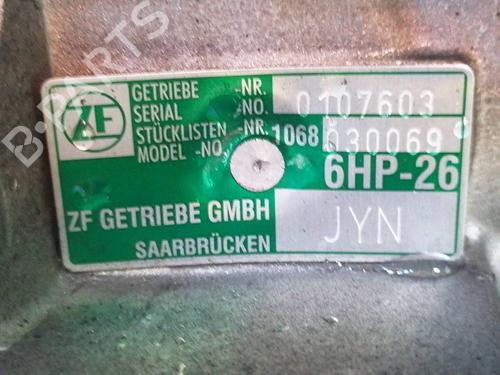 ZF
GETRIEBE -NR.
SERIAL -NO. 0107603
STÜCKLISTEN -NR.
MODEL -NO. 1068 030069
6HP-26
ZF GETRIEBE GMBH JYN
SAARBRÜCKEN
B-PARTS